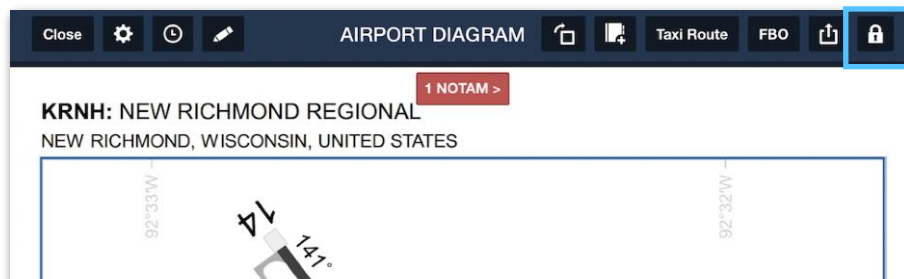 Close AIRPORT DIAGRAM Taxi Route FBO
1 NOTAM >
KRNH: NEW RICHMOND REGIONAL
NEW RICHMOND, WISCONSIN, UNITED STATES
92°33'W
92°32'W
14
141°